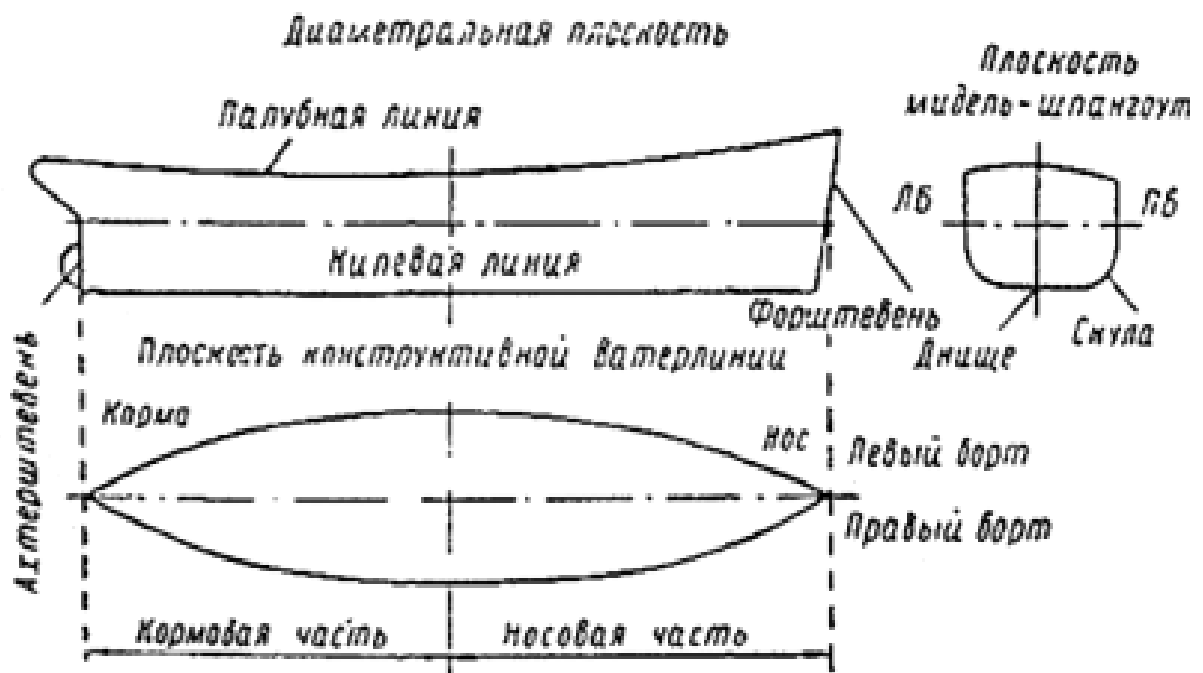 Диаметральная плоскость
Плоскость
мидель-шпангоут
Палубная линия
ЛБ
ПБ
Килевая линия
Форштевень
Днище
Скула
Ахтерштевень
Плоскость конструктивной ватерлинии
Корма
Нос
Левый борт
Правый борт
Кормовая часть
Носовая часть